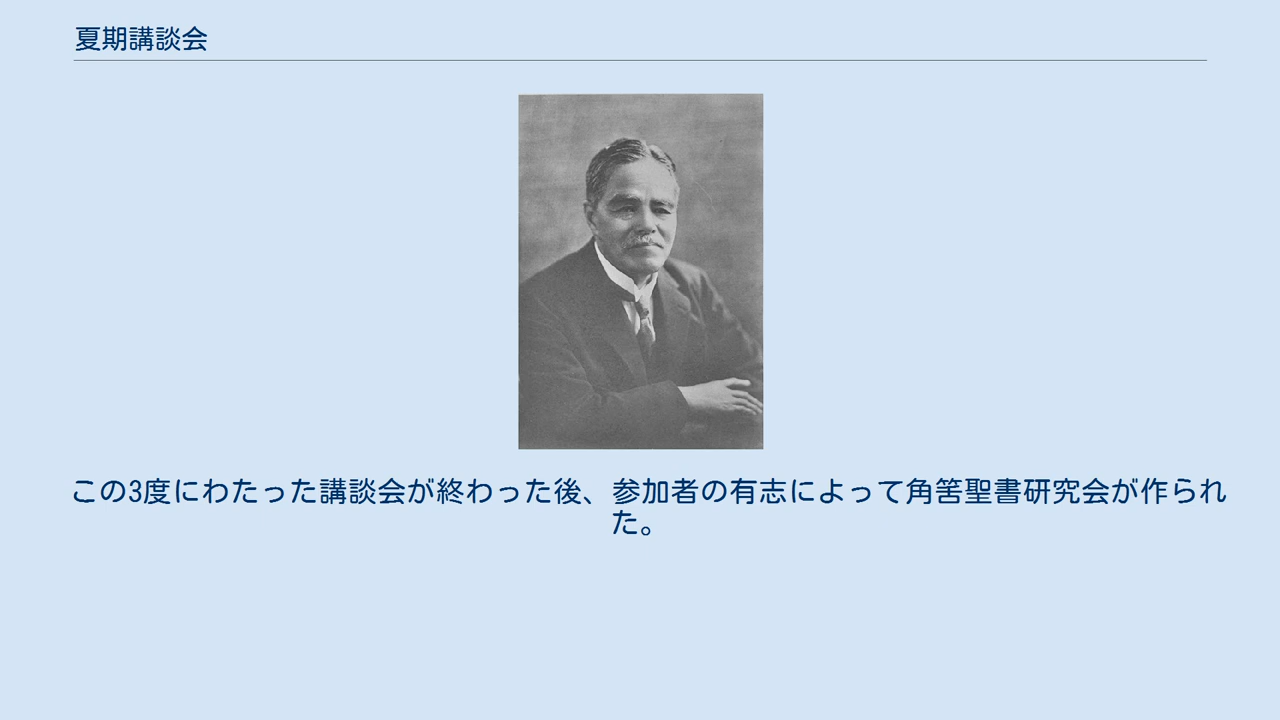 夏期講談会
この3度にわたった講談会が終わった後、参加者の有志によって角筈聖書研究会が作られ
た。